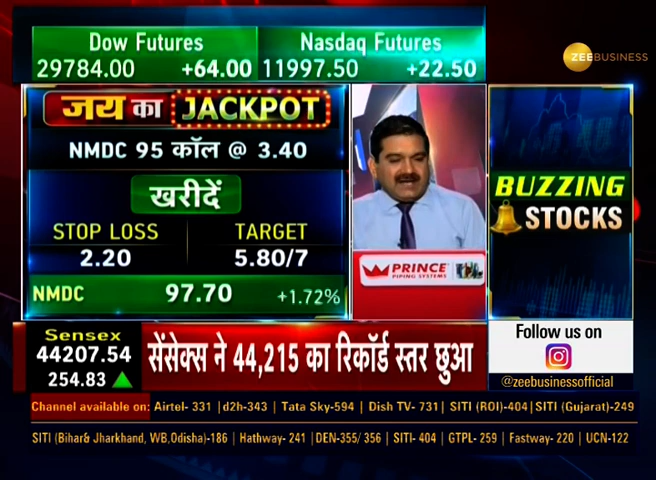 Dow Futures
29784.00 +64.00
Nasdaq Futures
11997.50 +22.50
ZEEBUSINESS
जय का JACKPOT
NMDC 95 कॉल @ 3.40
खरीदें
STOP LOSS TARGET
2.20 5.80/7
NMDC 97.70 +1.72%
PRINCE
PIPING SYSTEMS
BUZZING
STOCKS
Sensex
44207.54
254.83 ▲
सेंसेक्स ने 44,215 का रिकॉर्ड स्तर छुआ
Follow us on
@zeebusinessofficial
Channel available on: Airtel- 331 |d2h-343 | Tata Sky-594 | Dish TV- 731| SITI (ROI)-404|SITI (Gujarat)-249
SITI (Bihar& Jharkhand, WB,Odisha)-186 | Hathway- 241 |DEN-355/ 356 | SITI- 404 | GTPL- 259 | Fastway- 220 | UCN-122